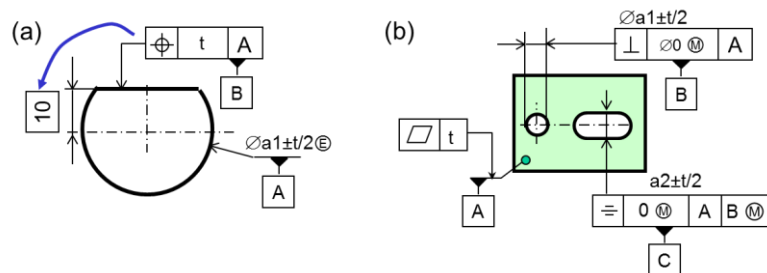 (a)
⌖ t A
B
10
⌀a1±t/2Ⓔ
A
(b)
⌀a1±t/2
⊥ ⌀0 Ⓜ A
B
⏥ t
A
a2±t/2
⌯ 0 Ⓜ A B Ⓜ
C